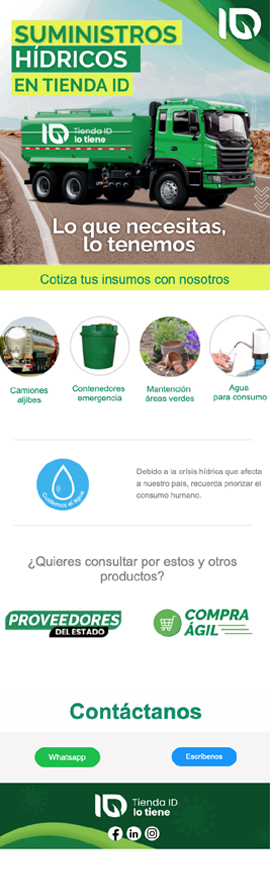 ID
SUMINISTROS
HÍDRICOS
EN TIENDA ID
ID Tienda ID
lo tiene
Lo que necesitas,
lo tenemos
Cotiza tus insumos con nosotros
Camiones
aljibes
Contenedores
emergencia
Mantención
áreas verdes
Agua
para consumo
Cuidemos el agua
Debido a la crisis hídrica que afecta
a nuestro país, recuerda priorizar el
consumo humano.
¿Quieres consultar por estos y otros
productos?
PROVEEDORES
DEL ESTADO
COMPRA
ÁGIL
Contáctanos
Whatsapp
Escríbenos
ID Tienda ID
lo tiene